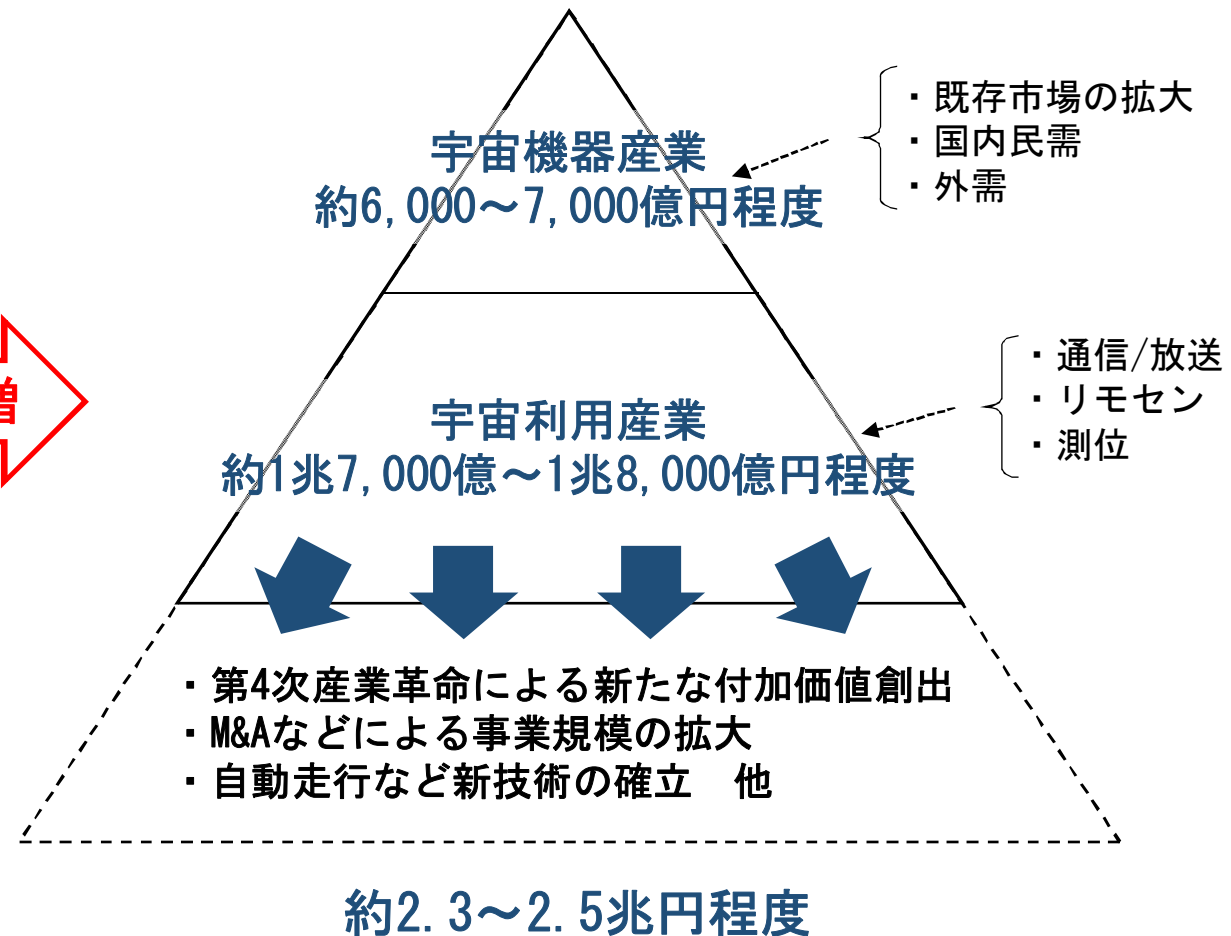 ・既存市場の拡大
・国内民需
・外需
宇宙機器産業
約6,000～7,000億円程度
・通信/放送
・リモセン
・測位
増
宇宙利用産業
約1兆7,000億～1兆8,000億円程度
・第4次産業革命による新たな付加価値創出
・M&Aなどによる事業規模の拡大
・自動走行など新技術の確立　他
約2.3～2.5兆円程度